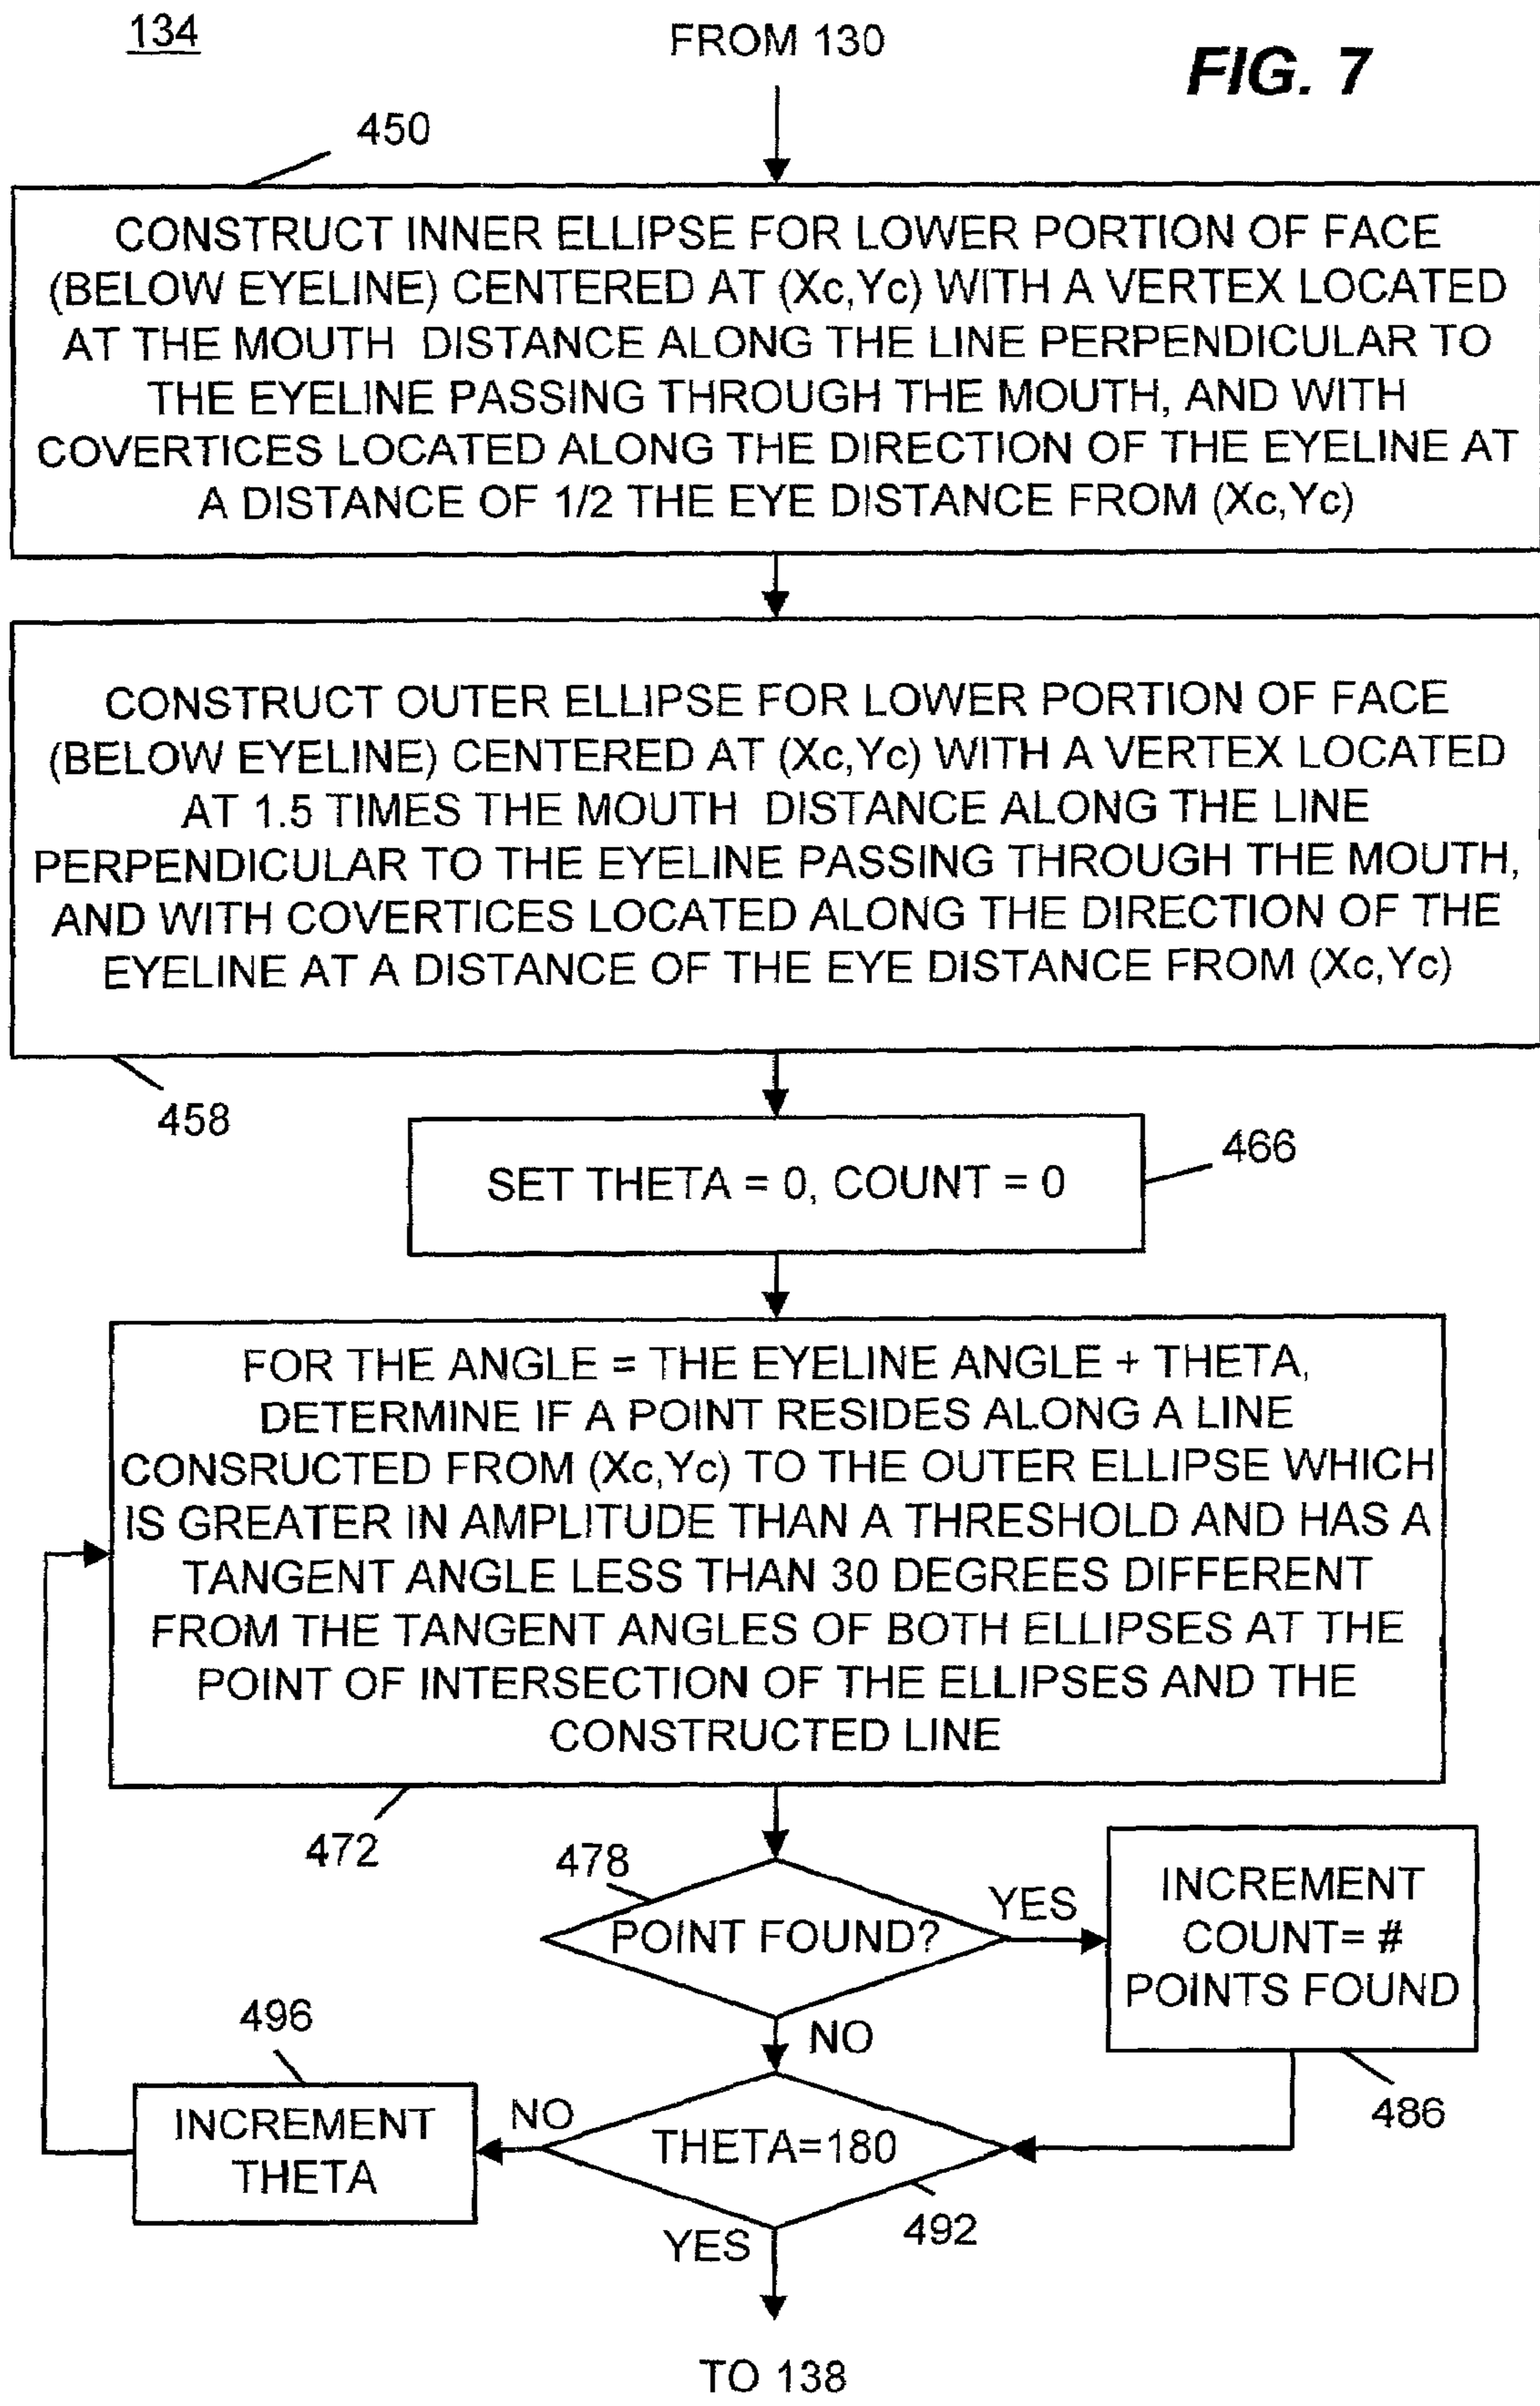 134
FROM 130
FIG. 7
450
CONSTRUCT INNER ELLIPSE FOR LOWER PORTION OF FACE
(BELOW EYELINE) CENTERED AT (Xc,Yc) WITH A VERTEX LOCATED
AT THE MOUTH DISTANCE ALONG THE LINE PERPENDICULAR TO
THE EYELINE PASSING THROUGH THE MOUTH, AND WITH
COVERTICES LOCATED ALONG THE DIRECTION OF THE EYELINE AT
A DISTANCE OF 1/2 THE EYE DISTANCE FROM (Xc,Yc)
CONSTRUCT OUTER ELLIPSE FOR LOWER PORTION OF FACE
(BELOW EYELINE) CENTERED AT (Xc,Yc) WITH A VERTEX LOCATED
AT 1.5 TIMES THE MOUTH DISTANCE ALONG THE LINE
PERPENDICULAR TO THE EYELINE PASSING THROUGH THE MOUTH,
AND WITH COVERTICES LOCATED ALONG THE DIRECTION OF THE
EYELINE AT A DISTANCE OF THE EYE DISTANCE FROM (Xc,Yc)
458
SET THETA = 0, COUNT = 0
466
FOR THE ANGLE = THE EYELINE ANGLE + THETA,
DETERMINE IF A POINT RESIDES ALONG A LINE
CONSRUCTED FROM (Xc,Yc) TO THE OUTER ELLIPSE WHICH
IS GREATER IN AMPLITUDE THAN A THRESHOLD AND HAS A
TANGENT ANGLE LESS THAN 30 DEGREES DIFFERENT
FROM THE TANGENT ANGLES OF BOTH ELLIPSES AT THE
POINT OF INTERSECTION OF THE ELLIPSES AND THE
CONSTRUCTED LINE
472
478
POINT FOUND?
YES
INCREMENT
COUNT= #
POINTS FOUND
486
NO
496
INCREMENT
THETA
NO
THETA=180
492
YES
TO 138